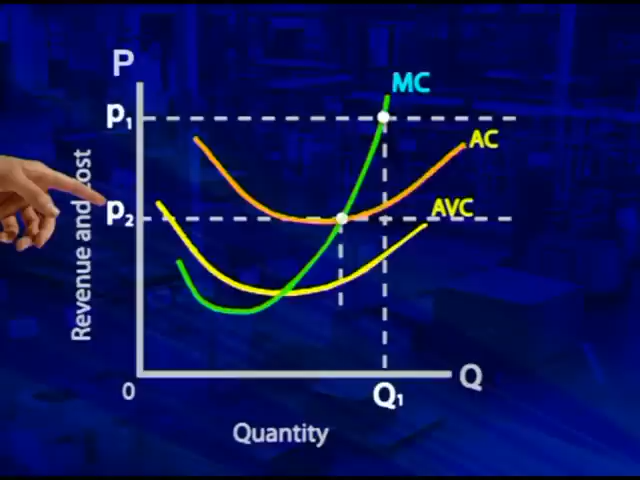 P
MC
P₁
AC
AVC
P₂
Revenue and cost
0
Q
Q₁
Quantity